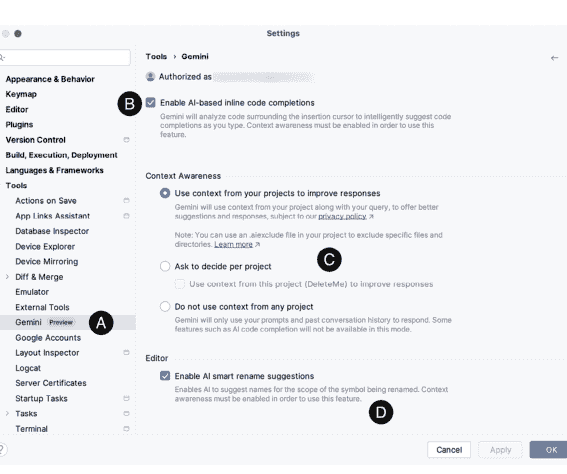 Settings
Tools › Gemini
Authorized as
Appearance & Behavior
Keymap
Editor
Plugins
Version Control
Build, Execution, Deployment
Languages & Frameworks
Tools
Actions on Save
App Links Assistant
Database Inspector
Device Explorer
Device Mirroring
Diff & Merge
Emulator
External Tools
Gemini Preview
A
Google Accounts
Layout Inspector
Logcat
Server Certificates
Startup Tasks
Tasks
Terminal
?
B
Enable AI-based inline code completions
Gemini will analyze code surrounding the insertion cursor to intelligently suggest code
completions as you type. Context awareness must be enabled in order to use this
feature.
Context Awareness
Use context from your projects to improve responses
Gemini will use context from your project along with your query, to offer better
suggestions and responses, subject to our privacy policy ↗
Note: You can use an .aiexclude file in your project to exclude specific files and
directories. Learn more ↗
C
Ask to decide per project
Use context from this project (DeleteMe) to improve responses
Do not use context from any project
Gemini will only use your prompts and past conversation history to respond. Some
features such as AI code completion will not be available in this mode.
Editor
Enable AI smart rename suggestions
Enables AI to suggest names for the scope of the symbol being renamed. Context
awareness must be enabled in order to use this feature.
D
Cancel
Apply
OK